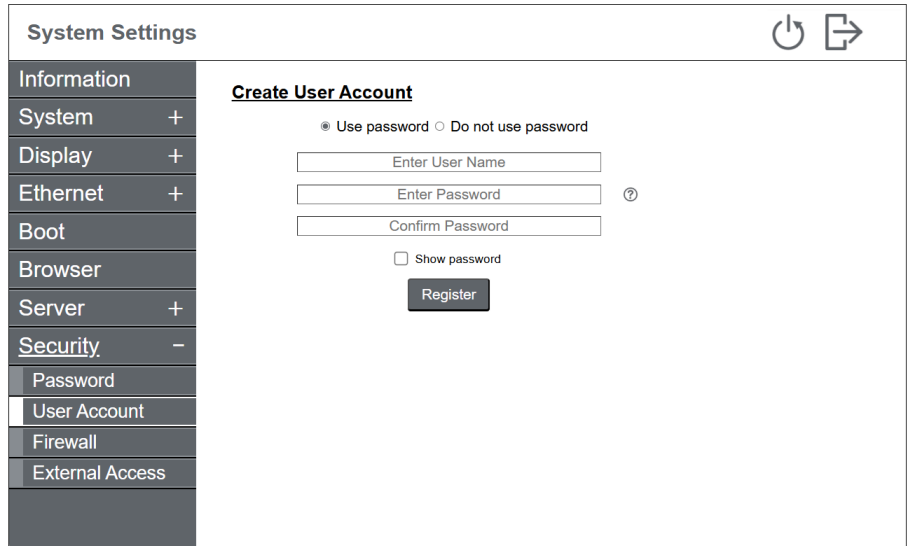 System Settings
Information
System +
Display +
Ethernet +
Boot
Browser
Server +
Security -
Password
User Account
Firewall
External Access
Create User Account
Use password Do not use password
Enter User Name
Enter Password ?
Confirm Password
Show password
Register